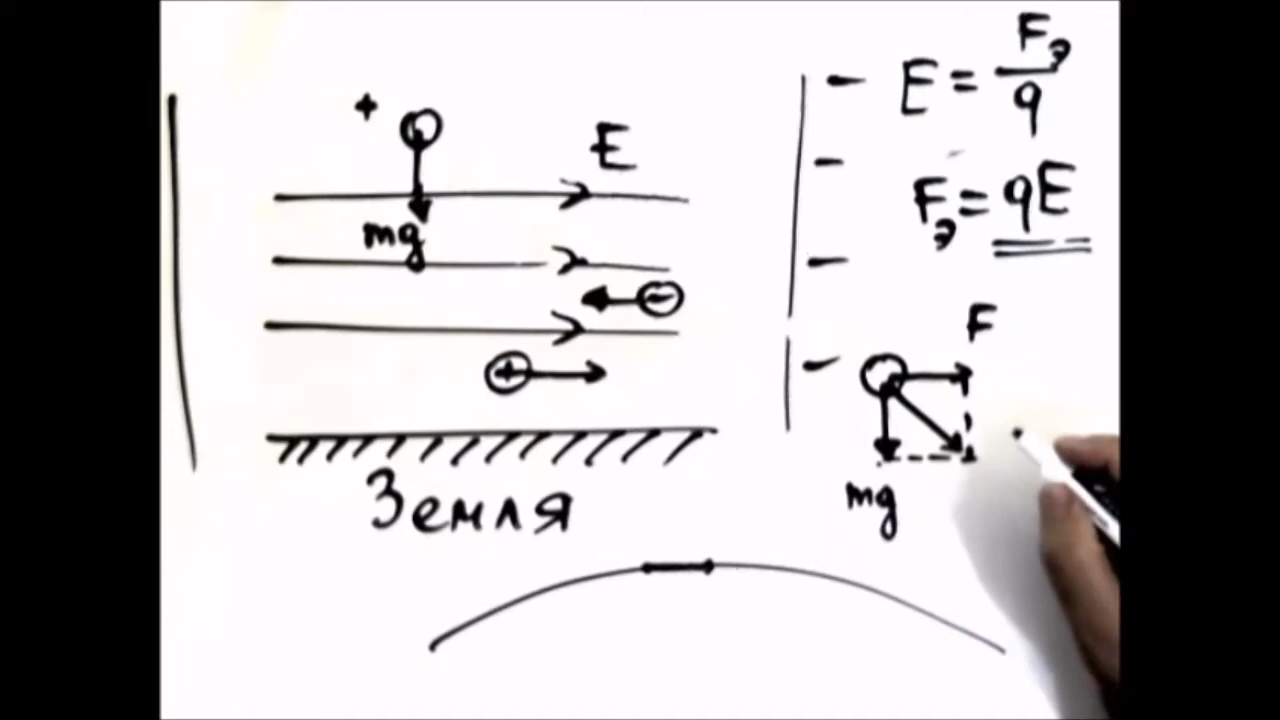 +
E
mg
Земля
- E = Fэ/q
-
Fэ = qE
-
-
F
mg
-
+